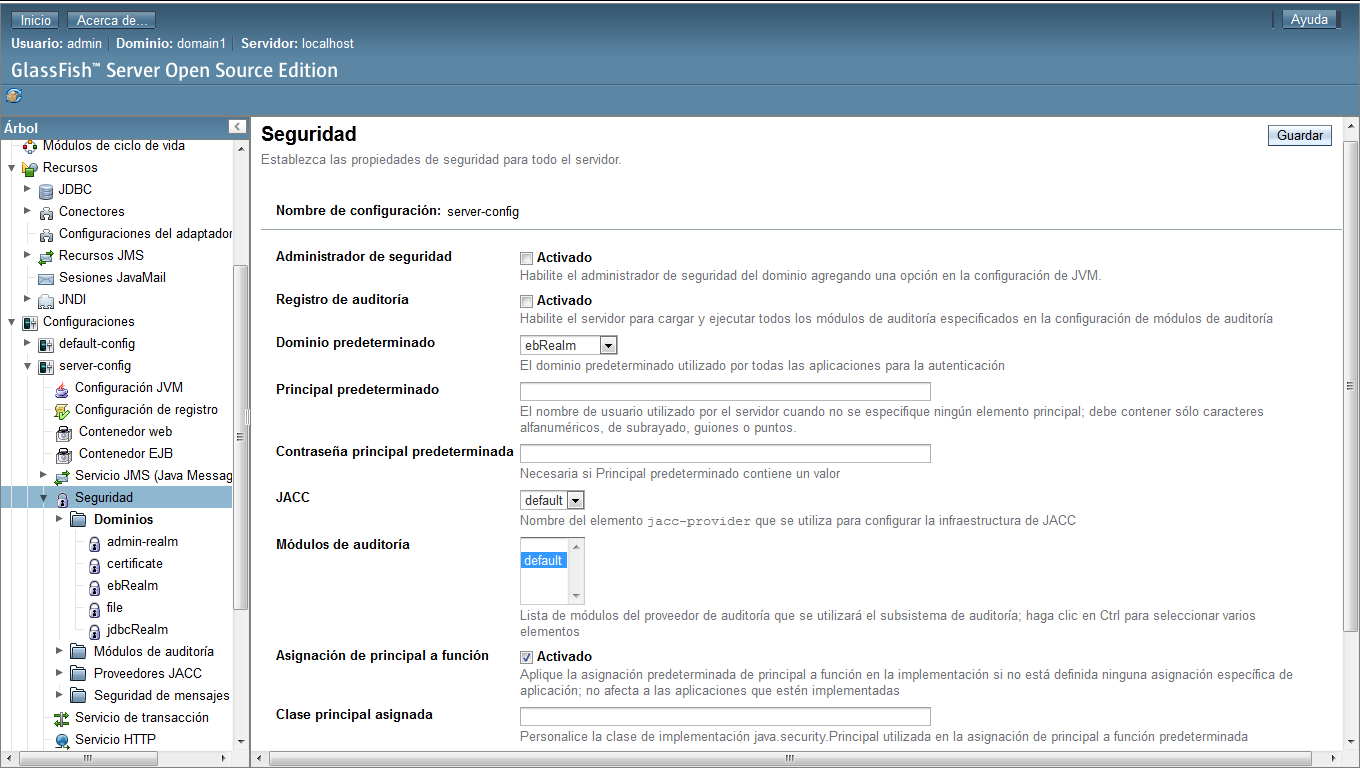 Inicio Acerca de... Ayuda
Usuario: admin Dominio: domain1 Servidor: localhost
GlassFish™ Server Open Source Edition
Árbol
Módulos de ciclo de vida
Recursos
JDBC
Conectores
Configuraciones del adaptador
Recursos JMS
Sesiones JavaMail
JNDI
Configuraciones
default-config
server-config
Configuración JVM
Configuración de registro
Contenedor web
Contenedor EJB
Servicio JMS (Java Messag
Seguridad
Dominios
admin-realm
certificate
ebRealm
file
jdbcRealm
Módulos de auditoría
Proveedores JACC
Seguridad de mensajes
Servicio de transacción
Servicio HTTP
Seguridad
Guardar
Establezca las propiedades de seguridad para todo el servidor.
Nombre de configuración: server-config
Administrador de seguridad Activado
Habilite el administrador de seguridad del dominio agregando una opción en la configuración de JVM.
Registro de auditoría Activado
Habilite el servidor para cargar y ejecutar todos los módulos de auditoría especificados en la configuración de módulos de auditoría
Dominio predeterminado ebRealm
El dominio predeterminado utilizado por todas las aplicaciones para la autenticación
Principal predeterminado
El nombre de usuario utilizado por el servidor cuando no se especifique ningún elemento principal; debe contener sólo caracteres
alfanuméricos, de subrayado, guiones o puntos.
Contraseña principal predeterminada
Necesaria si Principal predeterminado contiene un valor
JACC default
Nombre del elemento jacc-provider que se utiliza para configurar la infraestructura de JACC
Módulos de auditoría
default
Lista de módulos del proveedor de auditoría que se utilizará el subsistema de auditoría; haga clic en Ctrl para seleccionar varios
elementos
Asignación de principal a función Activado
Aplique la asignación predeterminada de principal a función en la implementación si no está definida ninguna asignación específica de
aplicación; no afecta a las aplicaciones que estén implementadas
Clase principal asignada
Personalice la clase de implementación java.security.Principal utilizada en la asignación de principal a función predeterminada